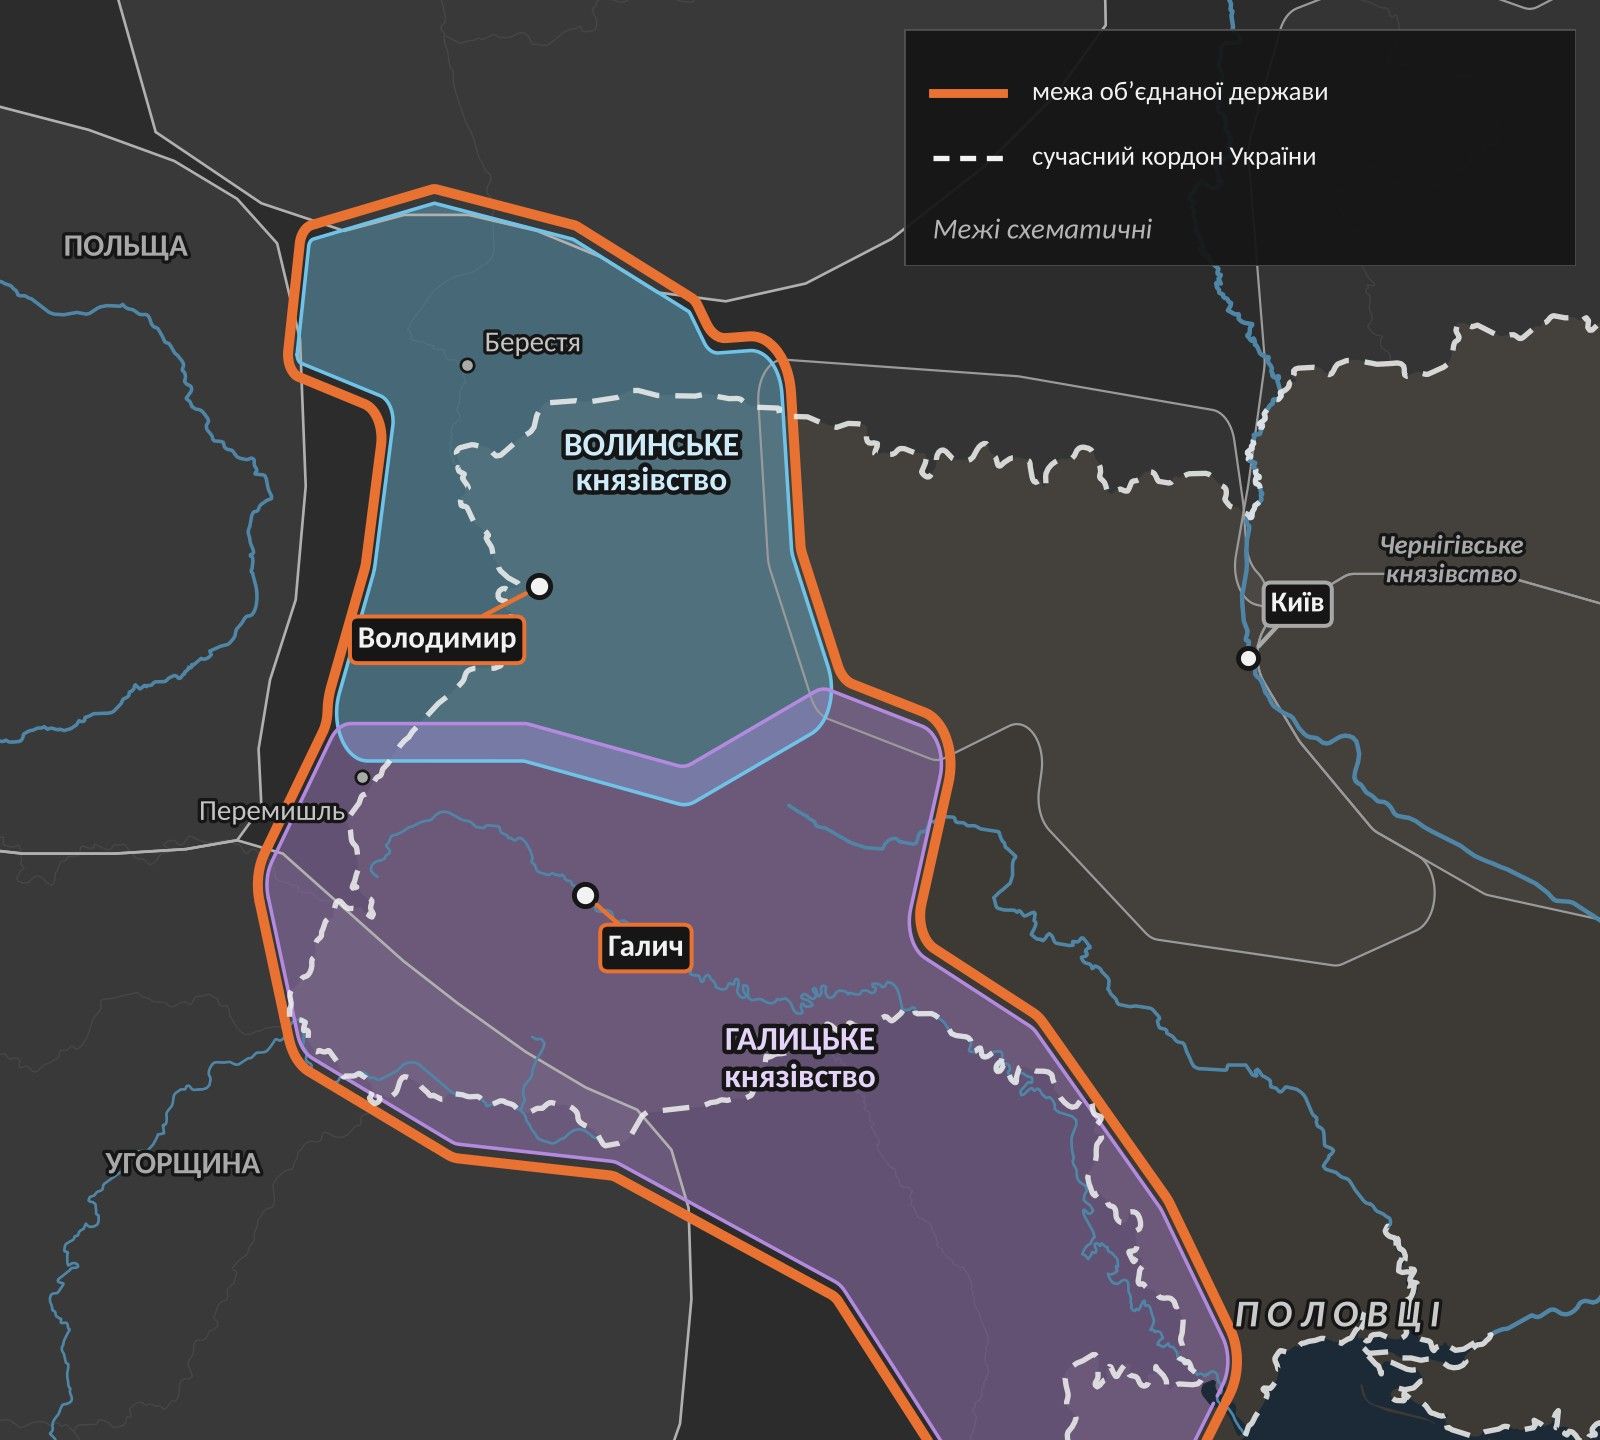 межа об’єднаної держави
сучасний кордон України
Межі схематичні
ПОЛЬЩА
Берестя
ВОЛИНСЬКЕ
князівство
Чернігівське
князівство
Київ
Володимир
Перемишль
Галич
ГАЛИЦЬКЕ
князівство
УГОРЩИНА
ПОЛОВЦІ